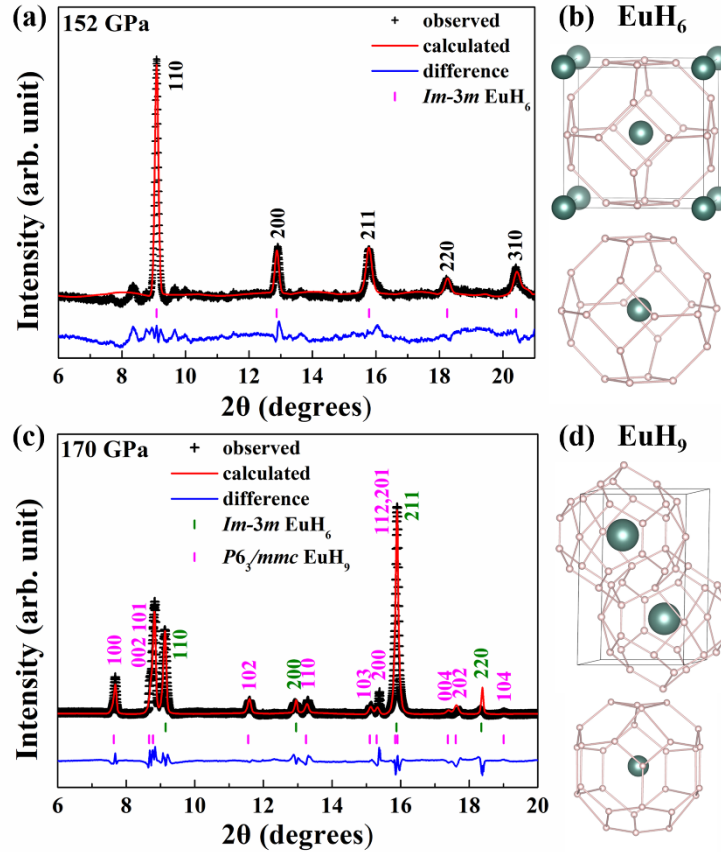 (a) 152 GPa
observed
calculated
difference
Im-3m EuH6
110
200
211
220
310
Intensity (arb. unit)
6 8 10 12 14 16 18 20
2θ (degrees)
(b) EuH6
(c) 170 GPa
observed
calculated
difference
Im-3m EuH6
P63/mmc EuH9
100
002 101
110
102
200
110
103
200
112,201
211
004
202
220
104
Intensity (arb. unit)
6 8 10 12 14 16 18 20
2θ (degrees)
(d) EuH9